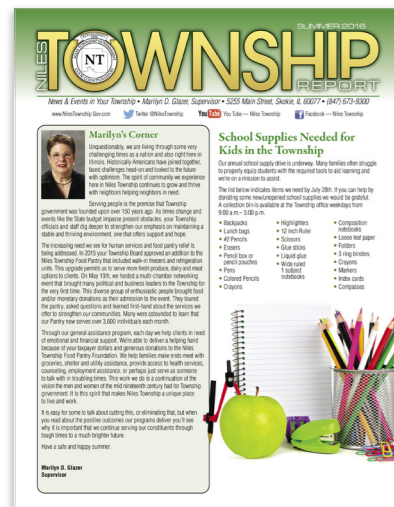 SUMMER 2016
NILES
TOWNSHIP
REPORT
NT
News & Events in Your Township • Marilyn D. Glazer, Supervisor • 5255 Main Street, Skokie, IL 60077 • (847) 673-9300
www.NilesTownship-Gov.com Twitter @NilesTownship You Tube You Tube — Niles Township Facebook — Niles Township
Marilyn's Corner
Unquestionably, we are living through some very
challenging times as a nation and also right here in
Illinois. Historically Americans have joined together,
faced challenges head-on and looked to the future
with optimism. The spirit of community we experience
here in Niles Township continues to grow and thrive
with neighbors helping neighbors in need.
Serving people is the premise that Township
government was founded upon over 150 years ago. As times change and
events like the State budget impasse present obstacles, your Township
officials and staff dig deeper to strengthen our emphasis on maintaining a
stable and thriving environment, one that offers support and hope.
The increasing need we see for human services and food pantry relief is
being addressed. In 2015 your Township Board approved an addition to the
Niles Township Food Pantry that included walk-in freezers and refrigeration
units. This upgrade permits us to serve more fresh produce, dairy and meat
options to clients. On May 19th, we hosted a multi-chamber networking
event that brought many political and business leaders to the Township for
the very first time. This diverse group of enthusiastic people brought food
and/or monetary donations as their admission to the event. They toured
the pantry, asked questions and learned first-hand about the services we
offer to strengthen our communities. Many were astounded to learn that
our Pantry now serves over 3,600 individuals each month.
Through our general assistance program, each day we help clients in need
of emotional and financial support. We're able to deliver a helping hand
because of your taxpayer dollars and generous donations to the Niles
Township Food Pantry Foundation. We help families make ends meet with
groceries, shelter and utility assistance, provide access to health services,
counseling, employment assistance, or perhaps just serve as someone
to talk with in troubling times. This work we do is a continuation of the
vision the men and women of the mid nineteenth century had for Township
government. It is this spirit that makes Niles Township a unique place
to live and work.
It is easy for some to talk about cutting this, or eliminating that, but when
you read about the positive outcomes our programs deliver you'll see
why it is important that we continue serving our constituents through
tough times to a much brighter future.
Have a safe and happy summer.
Marilyn D. Glazer
Supervisor
School Supplies Needed for
Kids in the Township
Our annual school supply drive is underway. Many families often struggle
to properly equip students with the required tools to aid learning and
we're on a mission to assist.
The list below indicates items we need by July 28th. If you can help by
donating some new/unopened school supplies we would be grateful.
A collection bin is available at the Township office weekdays from
9:00 a.m.– 5:00 p.m.
• Backpacks
• Lunch bags
• #2 Pencils
• Erasers
• Pencil box or
pencil pouches
• Pens
• Colored Pencils
• Crayons
• Highlighters
• 12 inch Ruler
• Scissors
• Glue sticks
• Liquid glue
• Wide ruled
1 subject
notebooks
• Composition
notebooks
• Loose leaf paper
• Folders
• 3 ring binders
• Crayons
• Markers
• Index cards
• Compasses